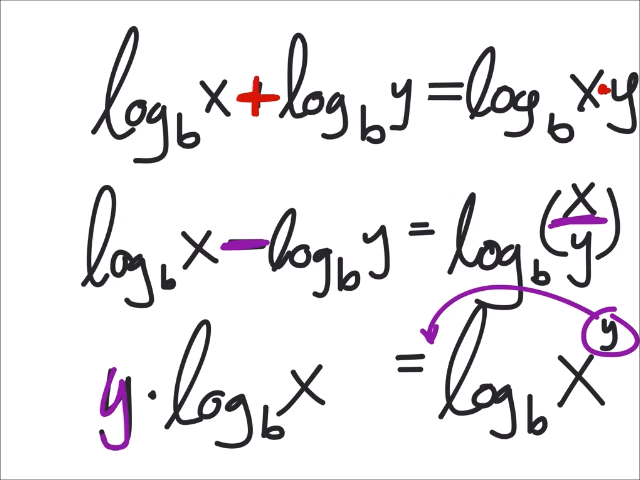 log_b x + log_b y = log_b x · y
log_b x − log_b y = log_b (x/y)
y · log_b x = log_b x^y